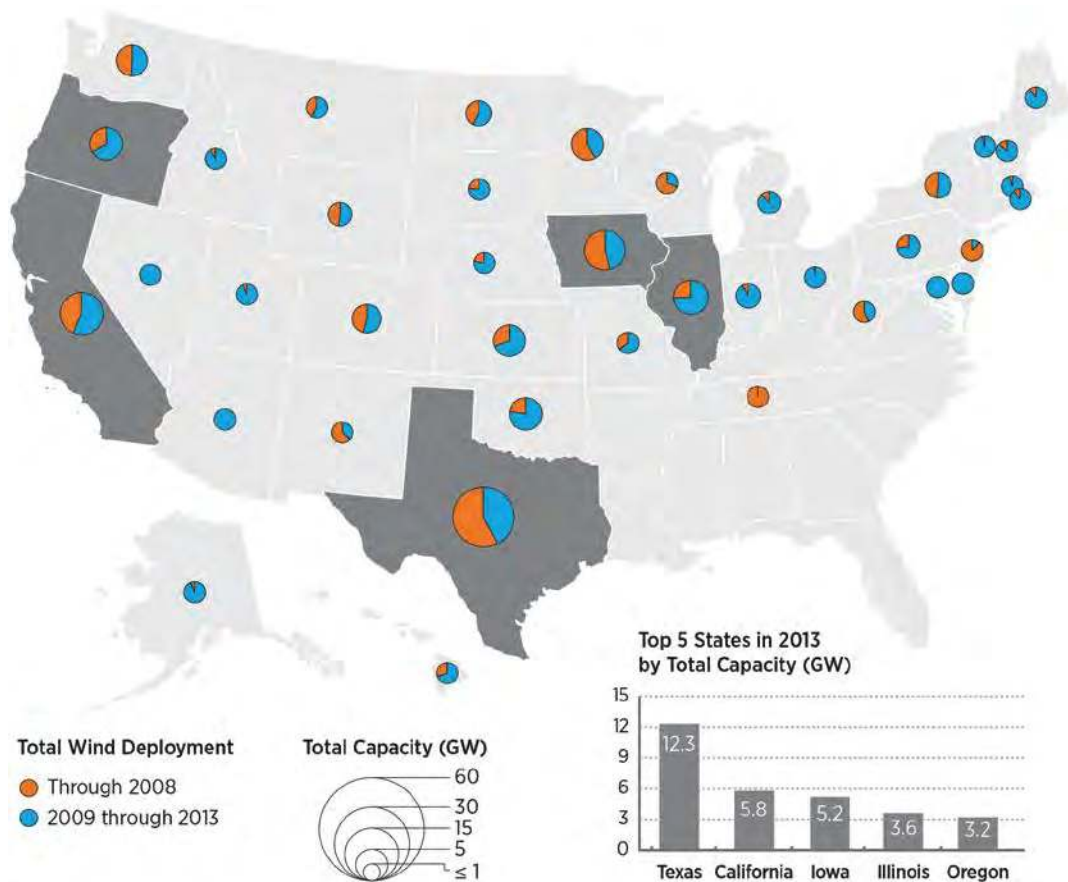 Top 5 States in 2013
by Total Capacity (GW)
15
12
9
6
3
0
12.3
5.8
5.2
3.6
3.2
Texas
California
Iowa
Illinois
Oregon
Total Wind Deployment
Through 2008
2009 through 2013
Total Capacity (GW)
60
30
15
5
≤ 1